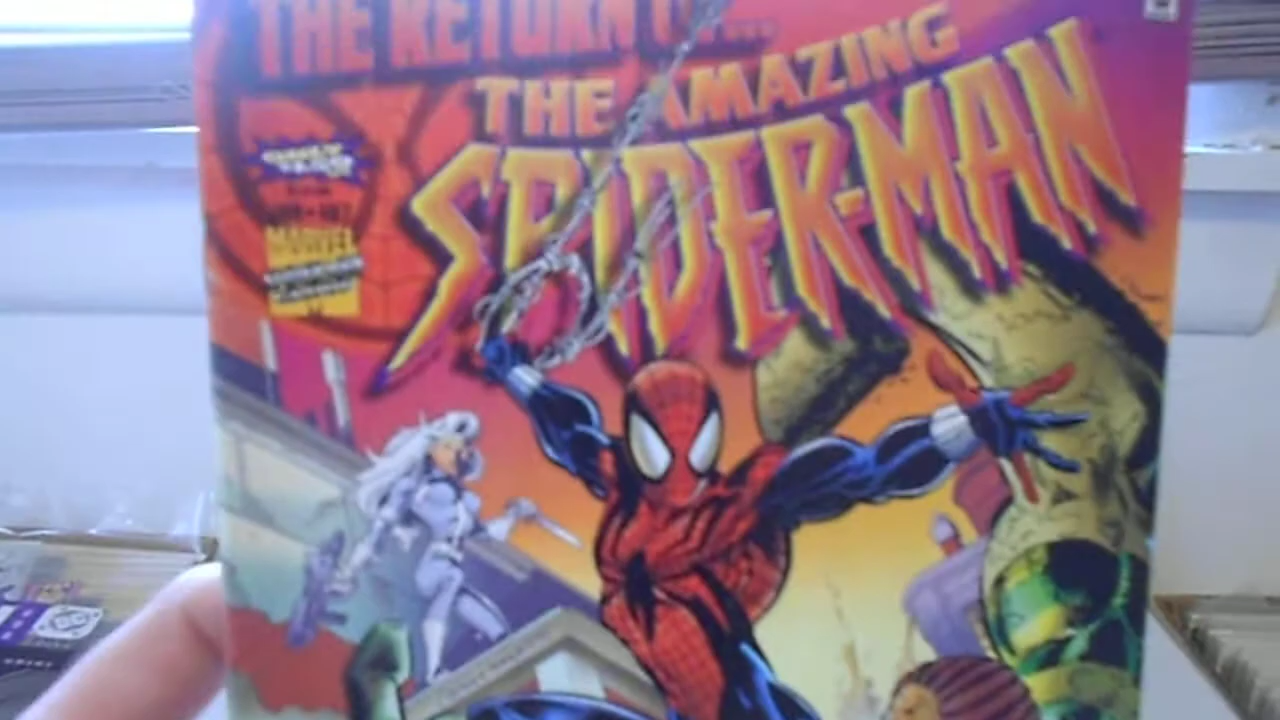 THE RETURN OF...
THE AMAZING
SPIDER-MAN
MARVEL